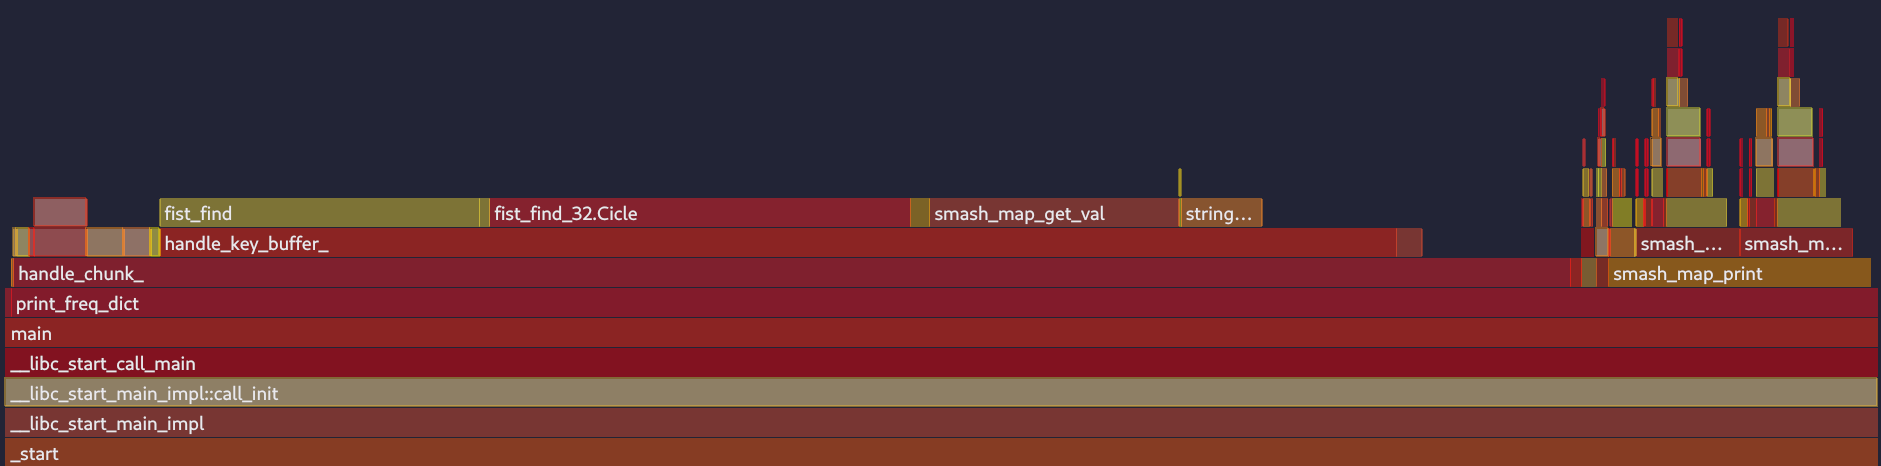 fist_find fist_find_32.Cicle smash_map_get_val string...
handle_key_buffer_ smash_... smash_m...
handle_chunk_ smash_map_print
print_freq_dict
main
__libc_start_call_main
__libc_start_main_impl::call_init
__libc_start_main_impl
_start